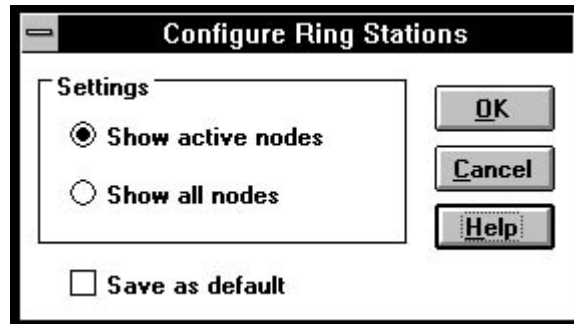 Configure Ring Stations
Settings
Show active nodes
Show all nodes
Save as default
OK
Cancel
Help